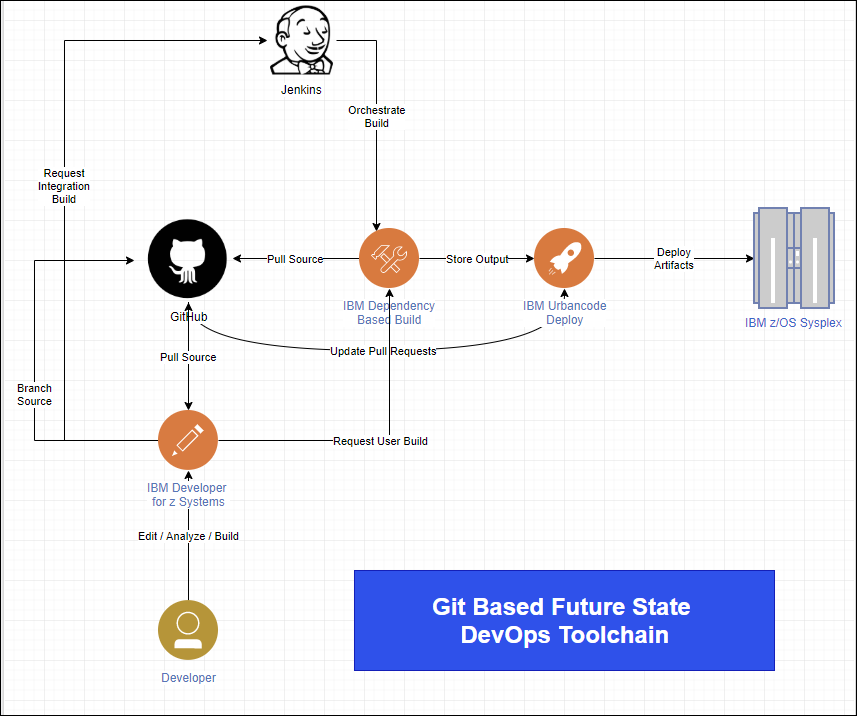 Jenkins
Orchestrate
Build
Request
Integration
Build
GitHub
Pull Source
IBM Dependency
Based Build
Store Output
IBM Urbancode
Deploy
Deploy
Artifacts
IBM z/OS Sysplex
Update Pull Requests
Pull Source
Branch
Source
Request User Build
IBM Developer
for z Systems
Edit / Analyze / Build
Developer
Git Based Future State
DevOps Toolchain